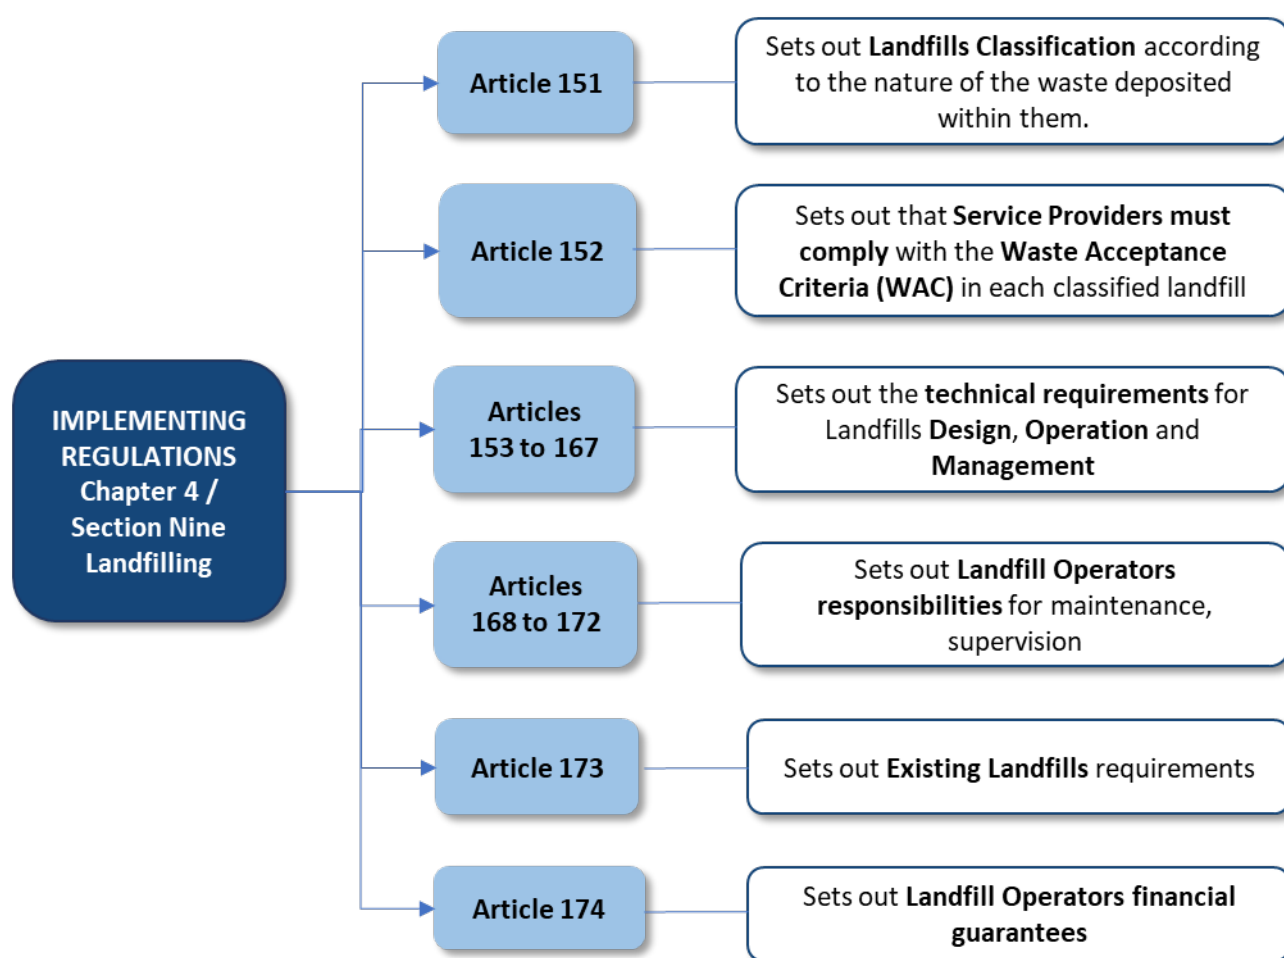 IMPLEMENTING
REGULATIONS
Chapter 4 /
Section Nine
Landfilling
Article 151
Sets out Landfills Classification according
to the nature of the waste deposited
within them.
Article 152
Sets out that Service Providers must
comply with the Waste Acceptance
Criteria (WAC) in each classified landfill
Articles
153 to 167
Sets out the technical requirements for
Landfills Design, Operation and
Management
Articles
168 to 172
Sets out Landfill Operators
responsibilities for maintenance,
supervision
Article 173
Sets out Existing Landfills requirements
Article 174
Sets out Landfill Operators financial
guarantees